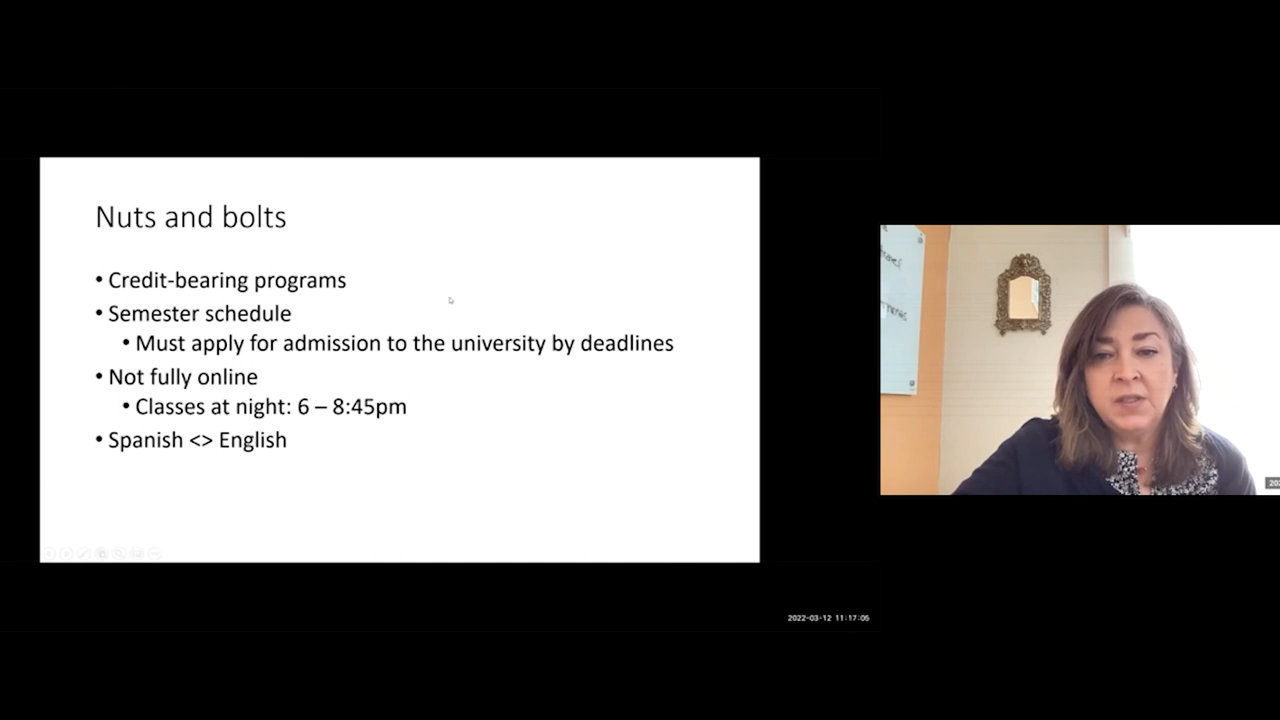 Nuts and bolts
• Credit-bearing programs
• Semester schedule
• Must apply for admission to the university by deadlines
• Not fully online
• Classes at night: 6 – 8:45pm
• Spanish <> English
2022-03-12 11:17:05